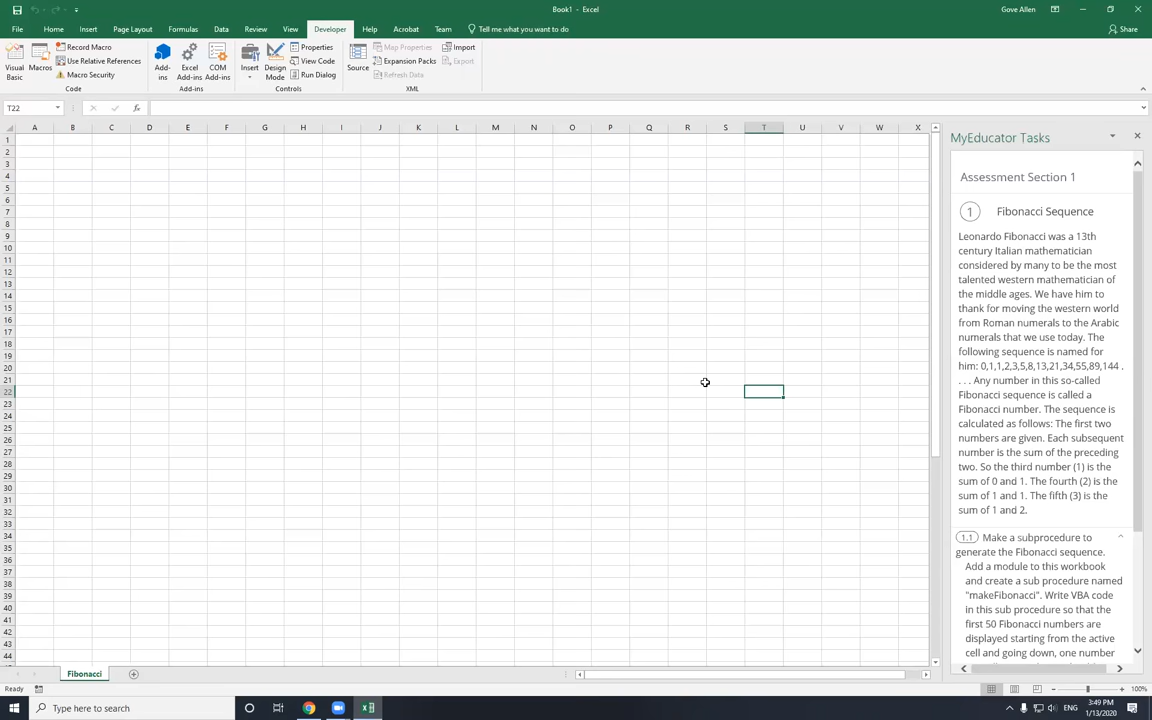 Book1 - Excel
Gove Allen
File Home Insert Page Layout Formulas Data Review View Developer Help Acrobat Team Tell me what you want to do Share
Visual Basic
Macros
Record Macro
Use Relative References
Macro Security
Code
Add-ins
Excel Add-ins
COM Add-ins
Add-ins
Insert
Design Mode
Properties
View Code
Run Dialog
Controls
Source
Map Properties
Expansion Packs
Refresh Data
Import
Export
XML
T22
fx
A B C D E F G H I J K L M N O P Q R S T U V W X
1
2
3
4
5
6
7
8
9
10
11
12
13
14
15
16
17
18
19
20
21
22
23
24
25
26
27
28
29
30
31
32
33
34
35
36
37
38
39
40
41
42
43
44
MyEducator Tasks
Assessment Section 1
1 Fibonacci Sequence
Leonardo Fibonacci was a 13th
century Italian mathematician
considered by many to be the most
talented western mathematician of
the middle ages. We have him to
thank for moving the western world
from Roman numerals to the Arabic
numerals that we use today. The
following sequence is named for
him: 0,1,1,2,3,5,8,13,21,34,55,89,144 .
. . . Any number in this so-called
Fibonacci sequence is called a
Fibonacci number. The sequence is
calculated as follows: The first two
numbers are given. Each subsequent
number is the sum of the preceding
two. So the third number (1) is the
sum of 0 and 1. The fourth (2) is the
sum of 1 and 1. The fifth (3) is the
sum of 1 and 2.
1.1 Make a subprocedure to
generate the Fibonacci sequence.
Add a module to this workbook
and create a sub procedure named
"makeFibonacci". Write VBA code
in this sub procedure so that the
first 50 Fibonacci numbers are
displayed starting from the active
cell and going down, one number
Fibonacci
Ready
100%
Type here to search
ENG
3:49 PM
1/13/2020